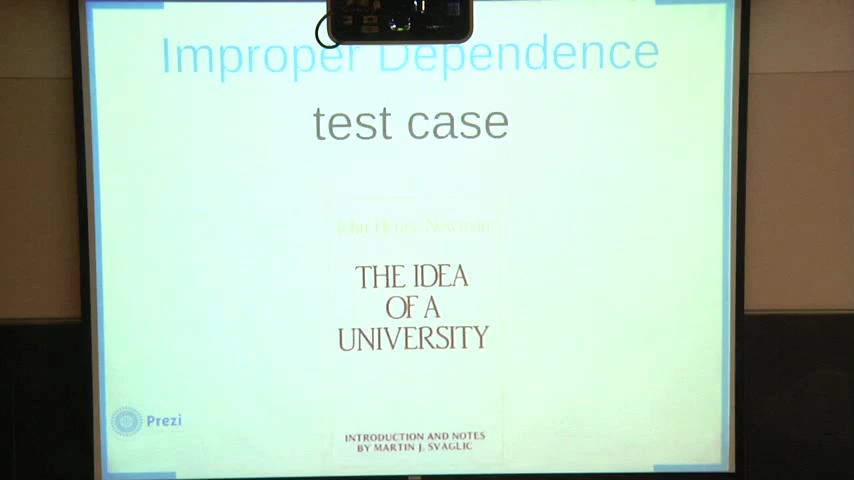 Improper Dependence
test case
John Henry Newman
THE IDEA
OF A
UNIVERSITY
Prezi
INTRODUCTION AND NOTES
BY MARTIN J. SVAGLIC